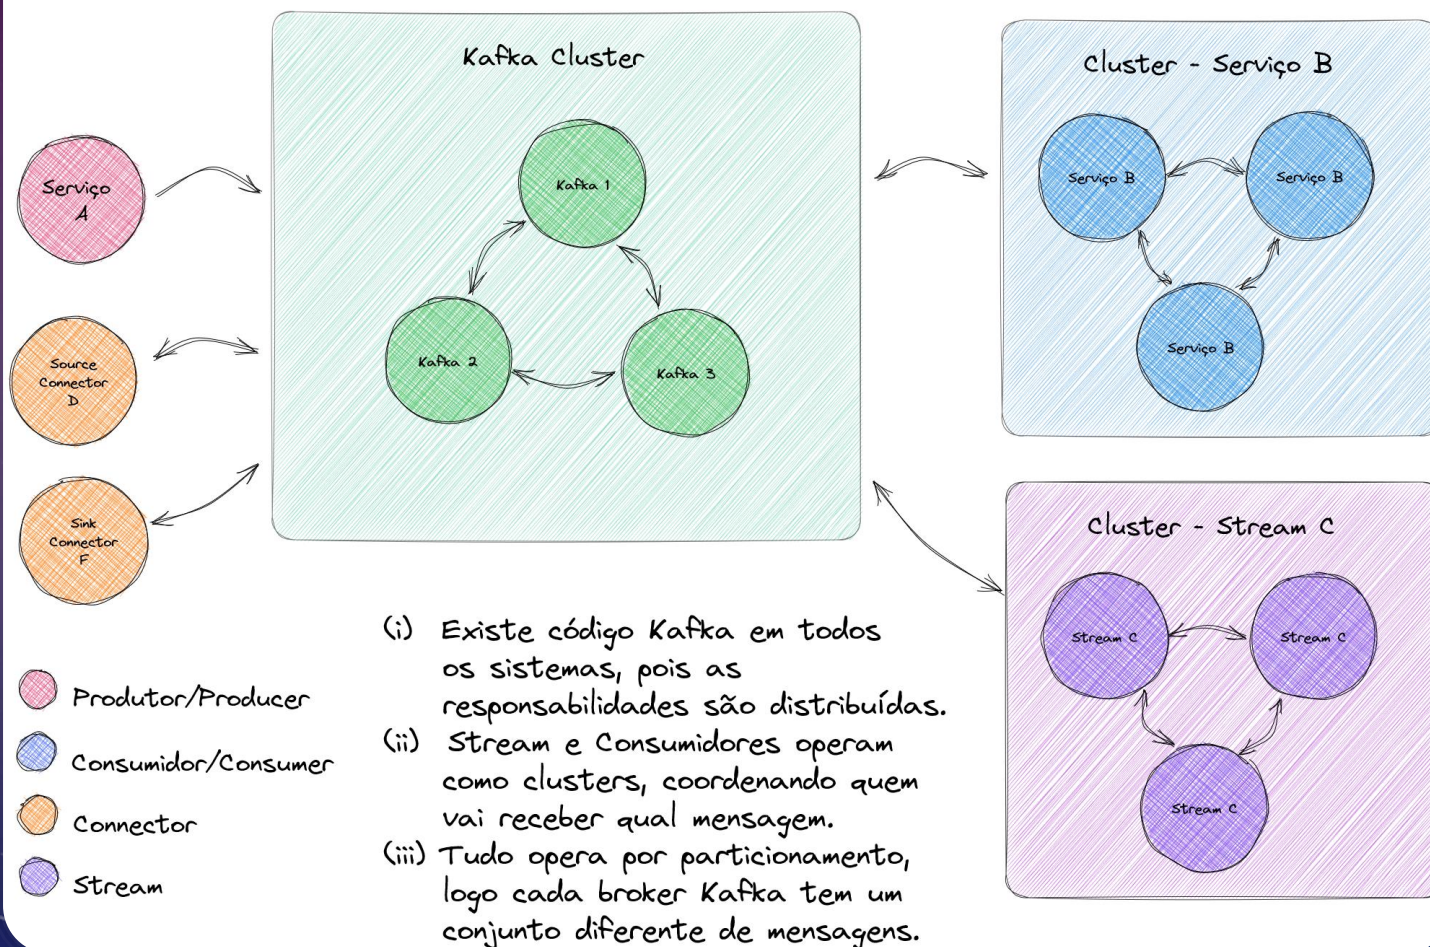 Kafka Cluster
Kafka 1
Kafka 2
Kafka 3
Serviço
A
Source
Connector
D
Sink
Connector
F
Cluster - Serviço B
Serviço B
Serviço B
Serviço B
Cluster - Stream C
Stream C
Stream C
Stream C
Produtor/Producer
Consumidor/Consumer
Connector
Stream
(i) Existe código Kafka em todos
os sistemas, pois as
responsabilidades são distribuídas.
(ii) Stream e Consumidores operam
como clusters, coordenando quem
vai receber qual mensagem.
(iii) Tudo opera por particionamento,
logo cada broker Kafka tem um
conjunto diferente de mensagens.